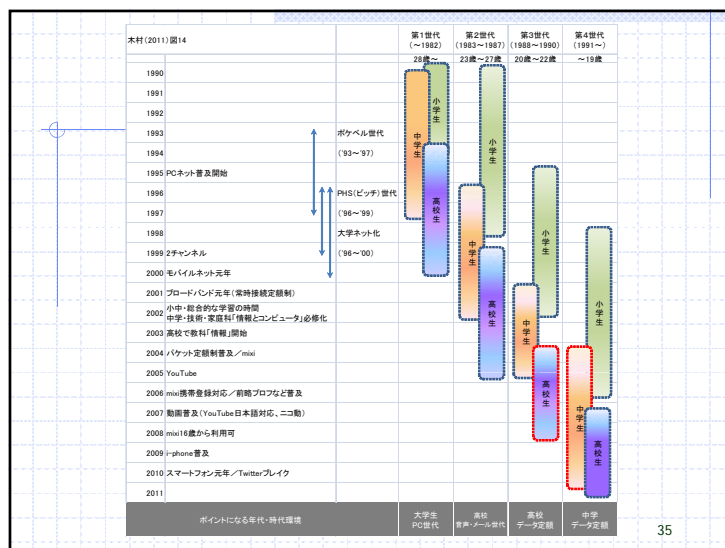 木村(2011)図14
第1世代
(～1982)
第2世代
(1983～1987)
第3世代
(1988～1990)
第4世代
(1991～)
28歳～
23歳～27歳
20歳～22歳
～19歳
1990
1991
1992
1993
ポケベル世代
1994
('93～'97)
1995 PCネット普及開始
1996
PHS(ピッチ)世代
1997
('96～'99)
1998
大学ネット化
1999 2チャンネル
('96～'00)
2000 モバイルネット元年
2001 ブロードバンド元年(常時接続定額制)
2002 小中・総合的な学習の時間
中学・技術・家庭科「情報とコンピュータ」必修化
2003 高校で教科「情報」開始
2004 パケット定額制普及／mixi
2005 YouTube
2006 mixi携帯登録対応／前略プロフなど普及
2007 動画普及(YouTube日本語対応、ニコ動)
2008 mixi16歳から利用可
2009 i-phone普及
2010 スマートフォン元年／Twitterブレイク
2011
中学生
小学生
高校生
小学生
中学生
高校生
小学生
中学生
高校生
小学生
中学生
高校生
ポイントになる年代・時代環境
大学生
PC世代
高校
音声・メール世代
高校
データ定額
中学
データ定額
35